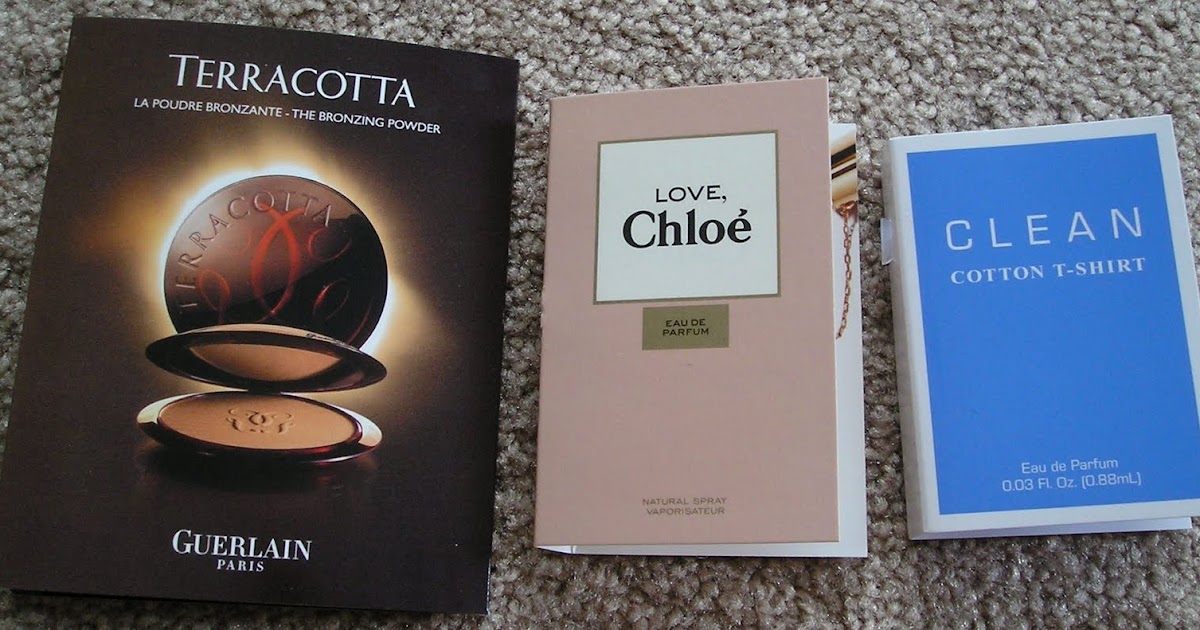 TERRACOTTA
LA POUDRE BRONZANTE - THE BRONZING POWDER
TERRACOTTA
GUERLAIN
PARIS
LOVE,
Chloé
EAU DE
PARFUM
NATURAL SPRAY
VAPORISATEUR
CLEAN
COTTON T-SHIRT
Eau de Parfum
0.03 Fl. Oz. (0.88mL)